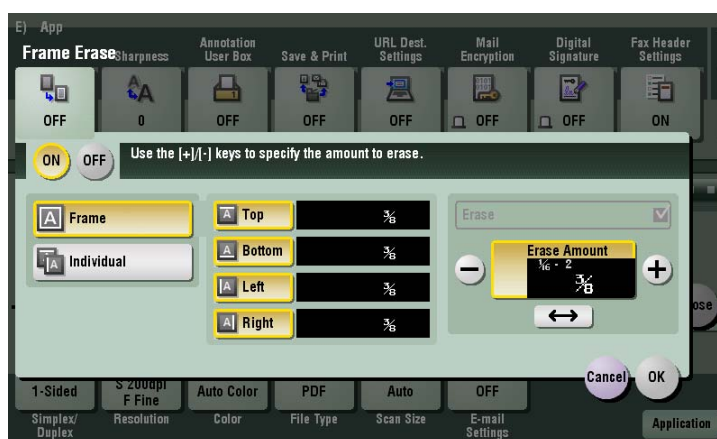 E) App
Frame Erase
Sharpness
Annotation
User Box
Save & Print
URL Dest.
Settings
Mail
Encryption
Digital
Signature
Fax Header
Settings
OFF
0
OFF
OFF
OFF
OFF
OFF
ON
ON
OFF
Use the [+]/[-] keys to specify the amount to erase.
Frame
Individual
Top
3/8
Bottom
3/8
Left
3/8
Right
3/8
Erase
Erase Amount
1/16 - 2
3/8
Cancel
OK
1-Sided
S 200dpi
F Fine
Auto Color
PDF
Auto
OFF
Simplex/
Duplex
Resolution
Color
File Type
Scan Size
E-mail
Settings
Application